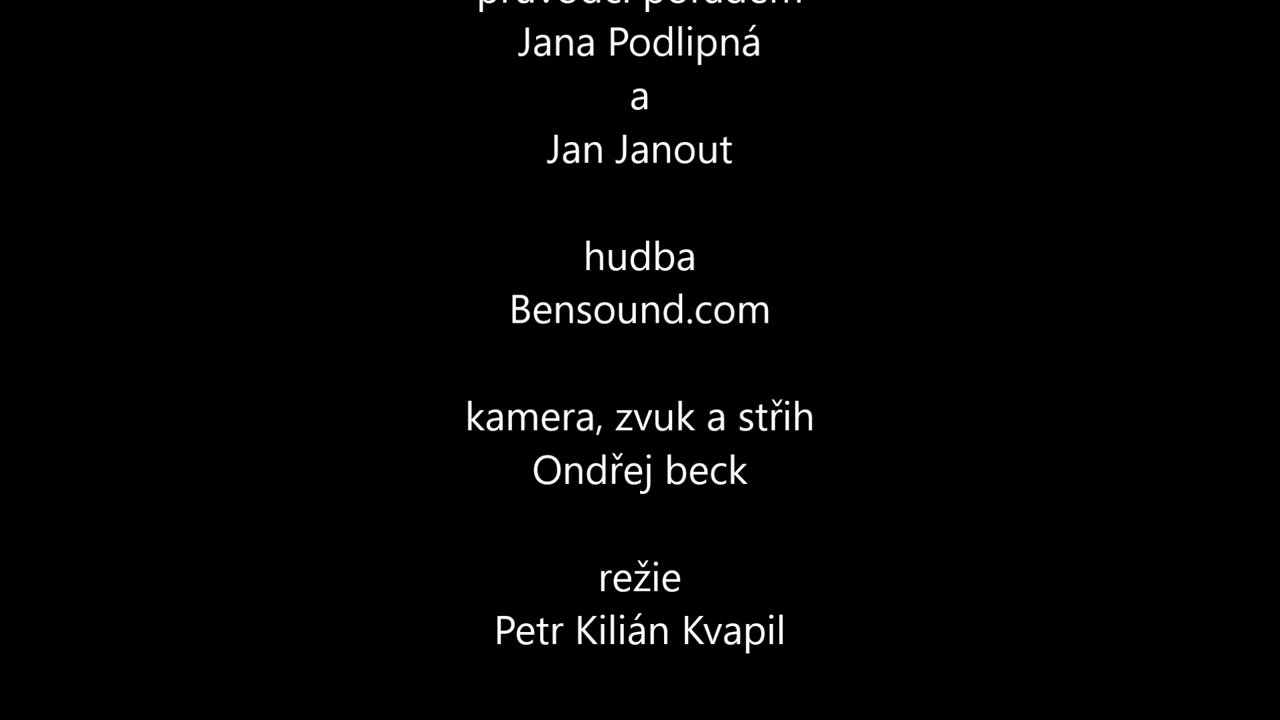 Jana Podlipná
a
Jan Janout
hudba
Bensound.com
kamera, zvuk a střih
Ondřej beck
režie
Petr Kilián Kvapil